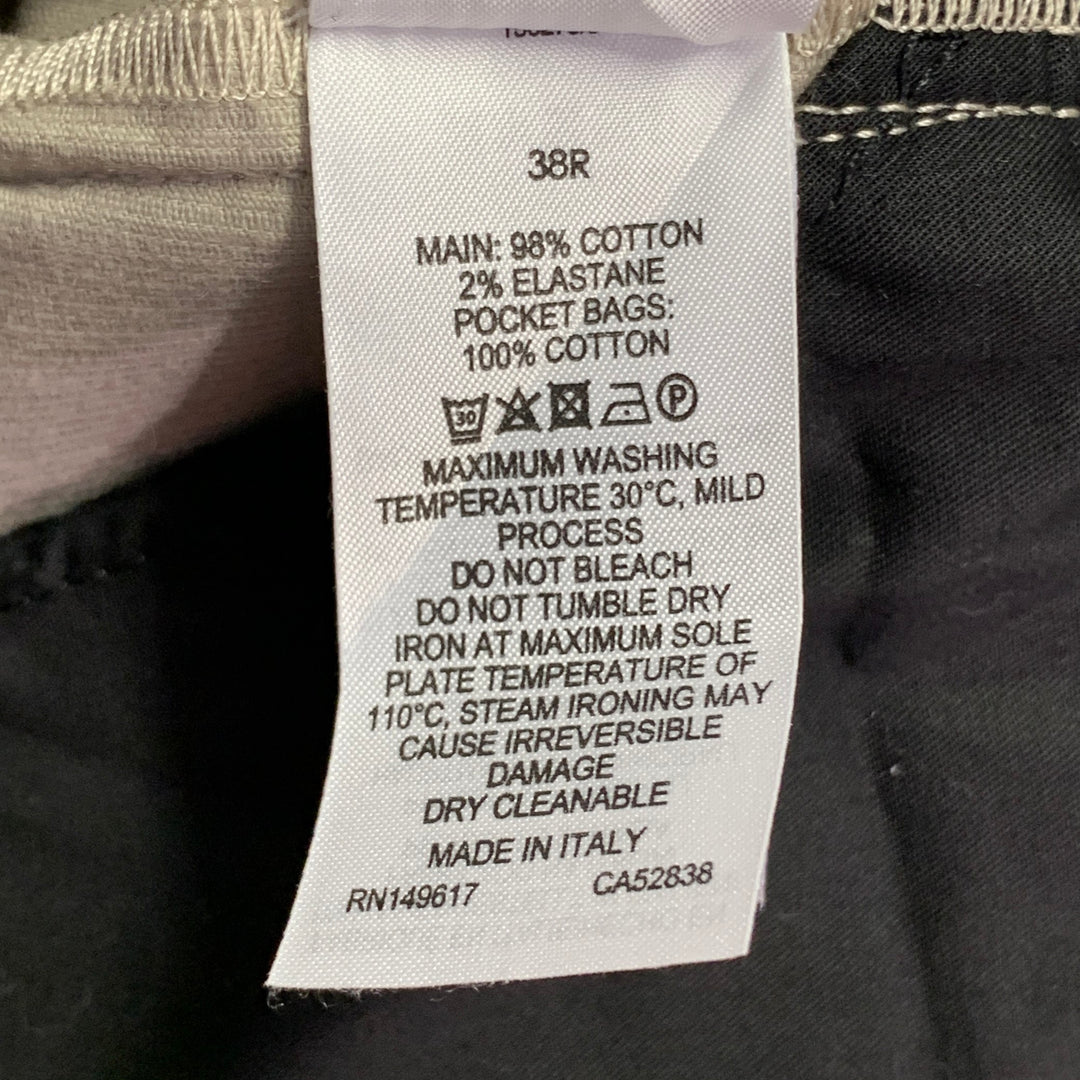 38R
MAIN: 98% COTTON
2% ELASTANE
POCKET BAGS:
100% COTTON
30 P
MAXIMUM WASHING
TEMPERATURE 30°C, MILD
PROCESS
DO NOT BLEACH
DO NOT TUMBLE DRY
IRON AT MAXIMUM SOLE
PLATE TEMPERATURE OF
110°C, STEAM IRONING MAY
CAUSE IRREVERSIBLE
DAMAGE
DRY CLEANABLE
MADE IN ITALY
RN149617 CA52838